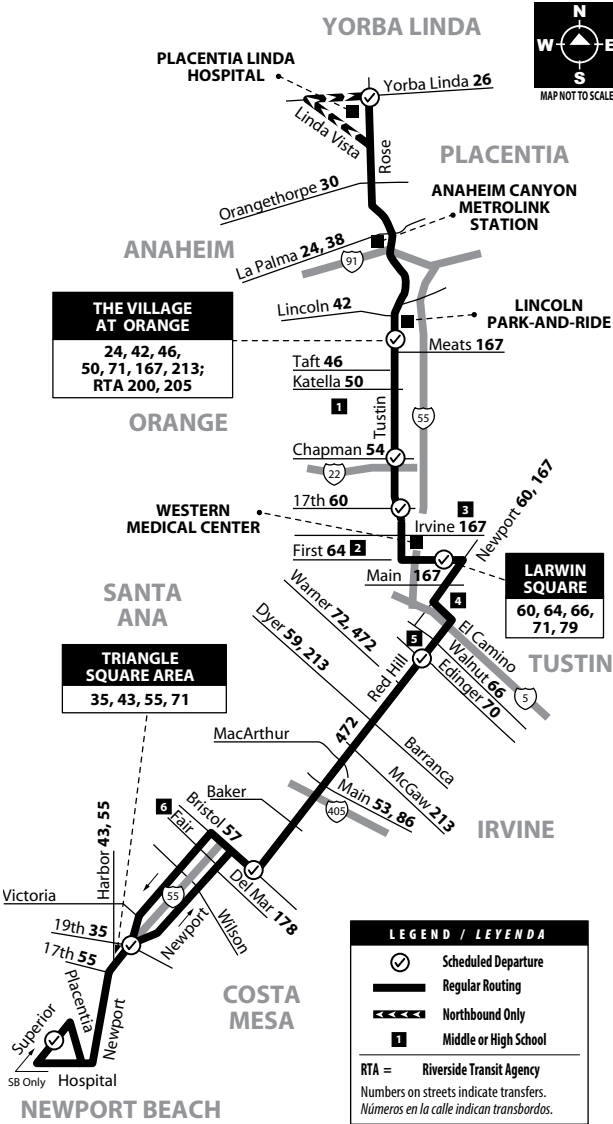 YORBA LINDA
N
W
E
S
MAP NOT TO SCALE
PLACENTIA LINDA
HOSPITAL
Yorba Linda 26
Linda Vista
Rose
PLACENTIA
Orangethorpe 30
ANAHEIM CANYON
METROLINK
STATION
ANAHEIM
La Palma 24, 38
91
THE VILLAGE
AT ORANGE
24, 42, 46,
50, 71, 167, 213;
RTA 200, 205
Lincoln 42
LINCOLN
PARK-AND-RIDE
Meats 167
Taft 46
Katella 50
1
Tustin
55
ORANGE
Chapman 54
22
17th 60
WESTERN
MEDICAL CENTER
3
Irvine 167
Newport 60, 167
First 64
2
Main 167
LARWIN
SQUARE
60, 64, 66,
71, 79
SANTA
ANA
4
Warner 72, 472
Dyer 59, 213
5
El Camino
Walnut 66
Edinger 70
TUSTIN
5
Red Hill
TRIANGLE
SQUARE AREA
35, 43, 55, 71
472
MacArthur
Barranca
McGaw 213
Main 53, 86
405
Baker
IRVINE
6
Bristol 57
Fair
Harbor 43, 55
Del Mar 178
55
Victoria
Newport
Wilson
19th 35
17th 55
Placentia
Newport
COSTA
MESA
Superior
SB Only
Hospital
NEWPORT BEACH
LEGEND / LEYENDA
Scheduled Departure
Regular Routing
Northbound Only
1
Middle or High School
RTA = Riverside Transit Agency
Numbers on streets indicate transfers.
Números en la calle indican transbordos.